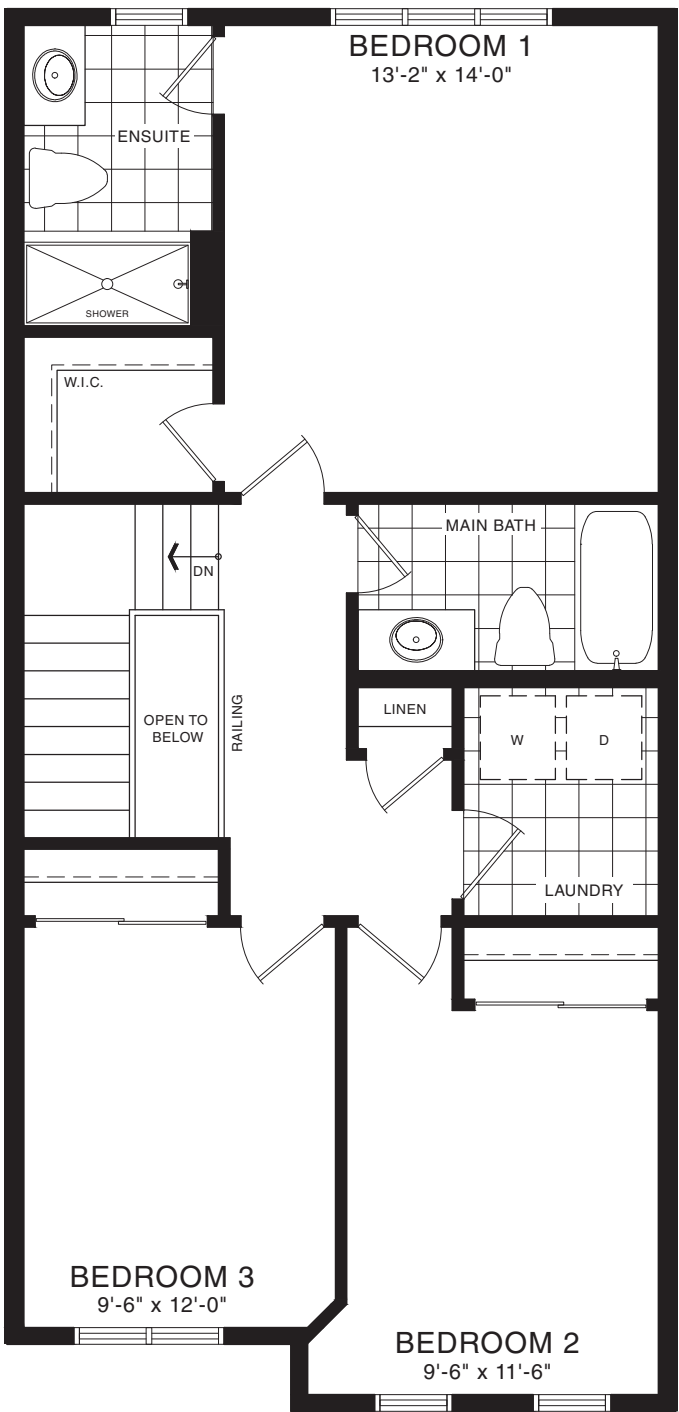 BEDROOM 1
13'-2" x 14'-0"
ENSUITE
SHOWER
W.I.C.
MAIN BATH
DN
OPEN TO
BELOW
RAILING
LINEN
W
D
LAUNDRY
BEDROOM 3
9'-6" x 12'-0"
BEDROOM 2
9'-6" x 11'-6"